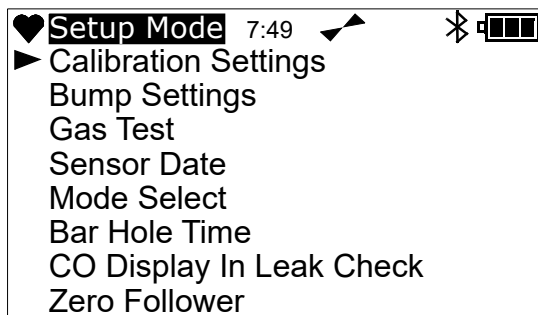 Setup Mode 7:49
Calibration Settings
Bump Settings
Gas Test
Sensor Date
Mode Select
Bar Hole Time
CO Display In Leak Check
Zero Follower